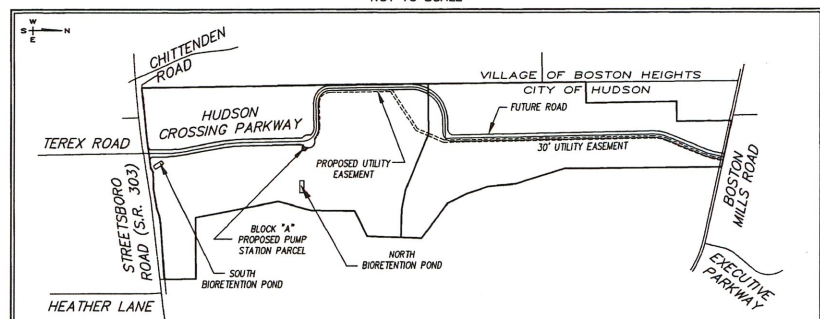 NOT TO SCALE
W
S
N
E
CHITTENDEN
ROAD
VILLAGE OF BOSTON HEIGHTS
CITY OF HUDSON
HUDSON
CROSSING PARKWAY
FUTURE ROAD
TEREX ROAD
PROPOSED UTILITY
EASEMENT
30' UTILITY EASEMENT
STREETSBORO
ROAD (S.R. 303)
BLOCK "A"
PROPOSED PUMP
STATION PARCEL
NORTH
BIORETENTION POND
SOUTH
BIORETENTION POND
BOSTON
MILLS ROAD
EXECUTIVE
PARKWAY
HEATHER LANE